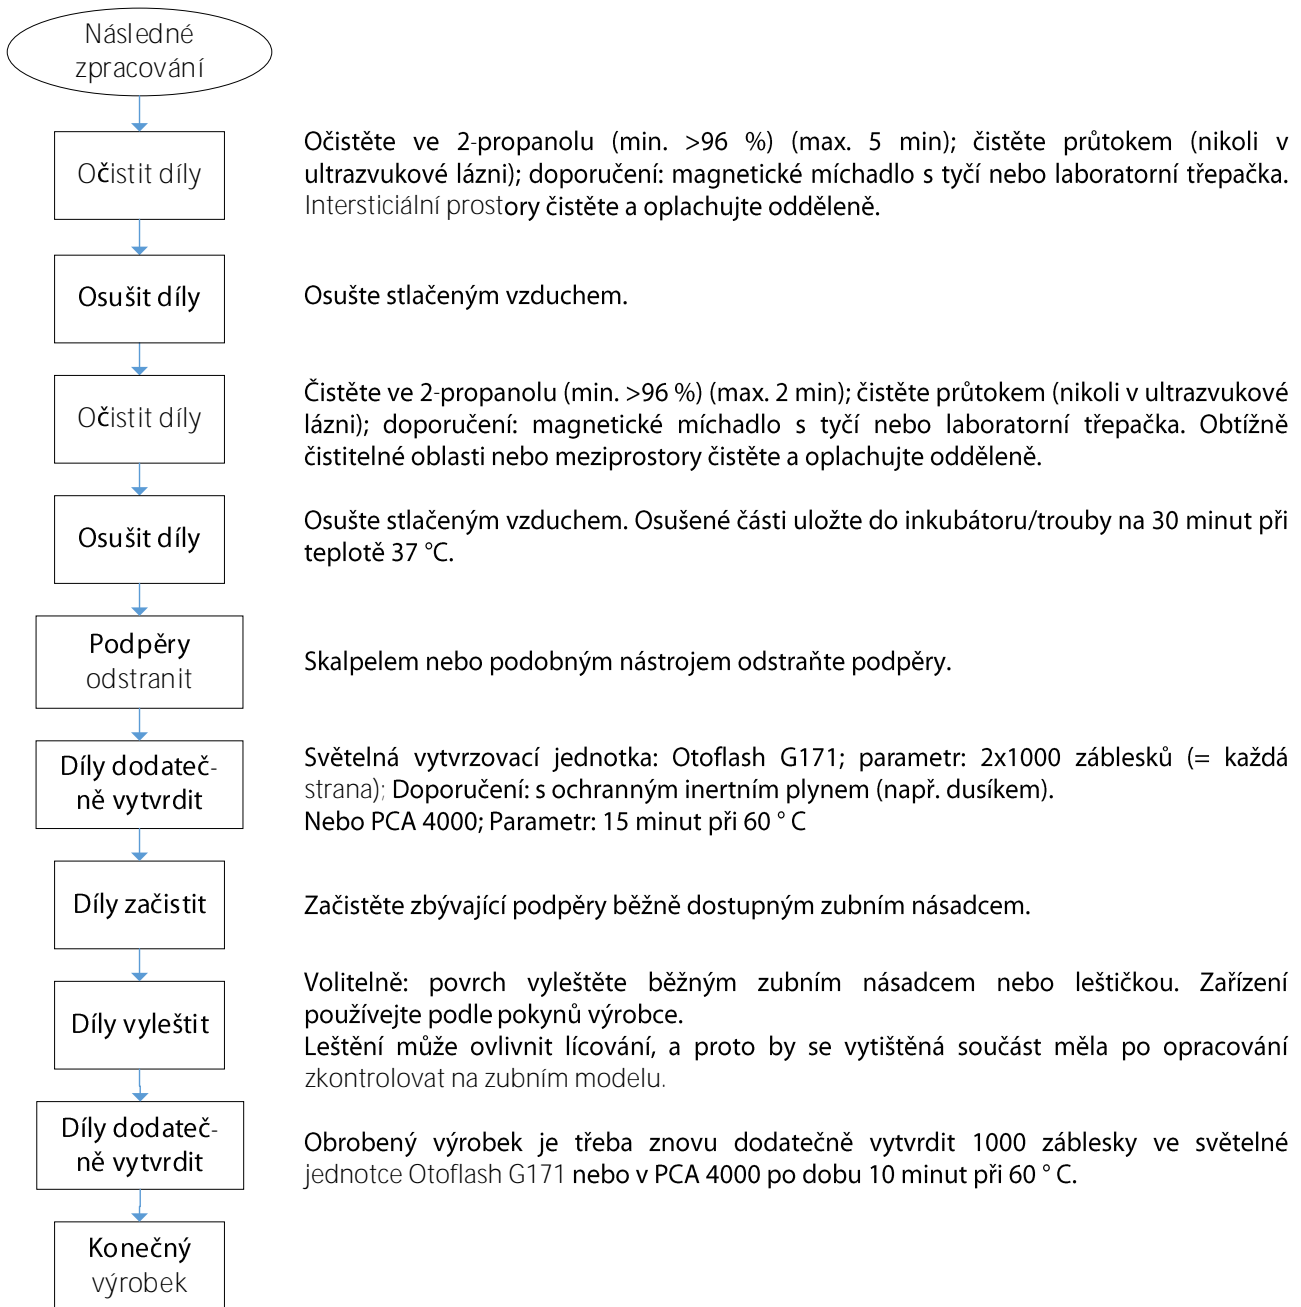 Následné
zpracování
Očistit díly
Očistěte ve 2-propanolu (min. >96 %) (max. 5 min); čistěte průtokem (nikoli v
ultrazvukové lázni); doporučení: magnetické míchadlo s tyčí nebo laboratorní třepačka.
Intersticiální prostory čistěte a oplachujte odděleně.
Osušit díly
Osušte stlačeným vzduchem.
Očistit díly
Čistěte ve 2-propanolu (min. >96 %) (max. 2 min); čistěte průtokem (nikoli v ultrazvukové
lázni); doporučení: magnetické míchadlo s tyčí nebo laboratorní třepačka. Obtížně
čistitelné oblasti nebo meziprostory čistěte a oplachujte odděleně.
Osušit díly
Osušte stlačeným vzduchem. Osušené části uložte do inkubátoru/trouby na 30 minut při
teplotě 37 °C.
Podpěry
odstranit
Skalpelem nebo podobným nástrojem odstraňte podpěry.
Díly dodateč-
ně vytvrdit
Světelná vytvrzovací jednotka: Otoflash G171; parametr: 2x1000 záblesků (= každá
strana); Doporučení: s ochranným inertním plynem (např. dusíkem).
Nebo PCA 4000; Parametr: 15 minut při 60 ° C
Díly začistit
Začistěte zbývající podpěry běžně dostupným zubním násadcem.
Díly vyleštit
Volitelně: povrch vyleštěte běžným zubním násadcem nebo leštičkou. Zařízení
používejte podle pokynů výrobce.
Leštění může ovlivnit lícování, a proto by se vytištěná součást měla po opracování
zkontrolovat na zubním modelu.
Díly dodateč-
ně vytvrdit
Obrobený výrobek je třeba znovu dodatečně vytvrdit 1000 záblesky ve světelné
jednotce Otoflash G171 nebo v PCA 4000 po dobu 10 minut při 60 ° C.
Konečný
výrobek